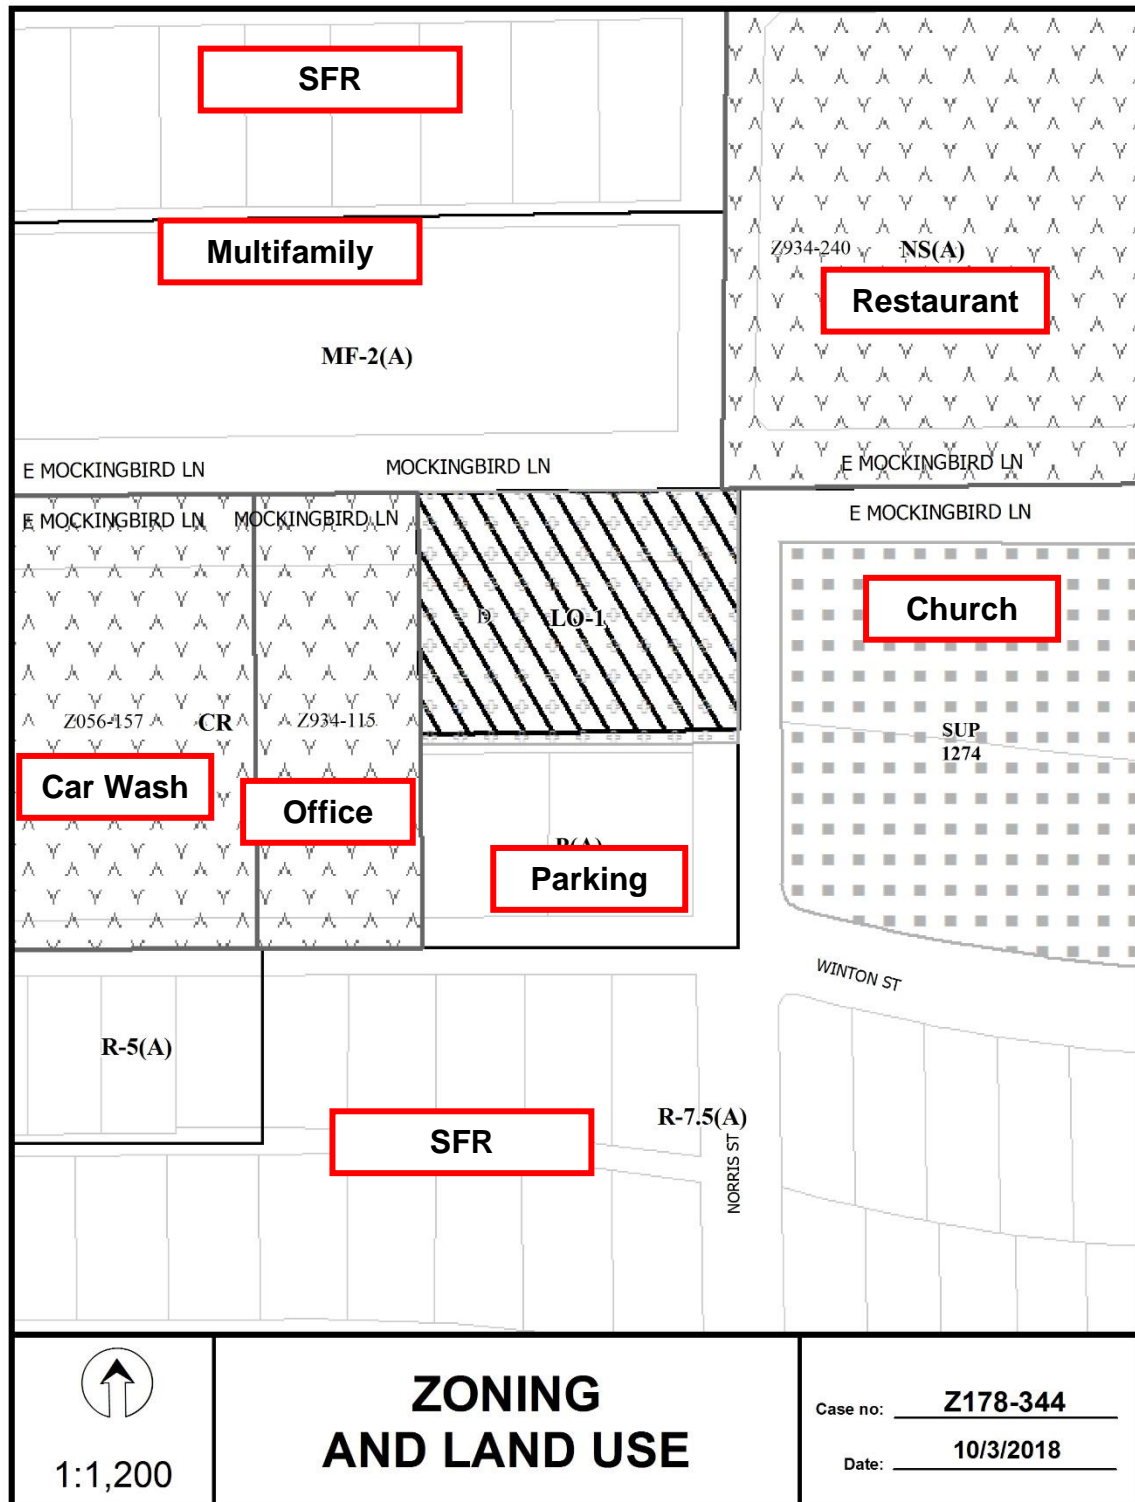 SFR
Multifamily
Z934-240
NS(A)
Restaurant
MF-2(A)
E MOCKINGBIRD LN
MOCKINGBIRD LN
E MOCKINGBIRD LN
E MOCKINGBIRD LN
MOCKINGBIRD LN
E MOCKINGBIRD LN
Church
D
LO-1
Z056-157
CR
Z934-115
SUP
1274
Car Wash
Office
P(A)
Parking
WINTON ST
R-5(A)
R-7.5(A)
SFR
NORRIS ST
1:1,200
ZONING
AND LAND USE
Case no: Z178-344
Date: 10/3/2018